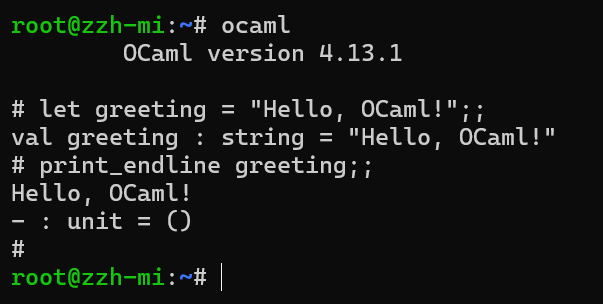 root@zzh-mi:~# ocaml
        OCaml version 4.13.1

# let greeting = "Hello, OCaml!";;
val greeting : string = "Hello, OCaml!"
# print_endline greeting;;
Hello, OCaml!
- : unit = ()
#
root@zzh-mi:~#